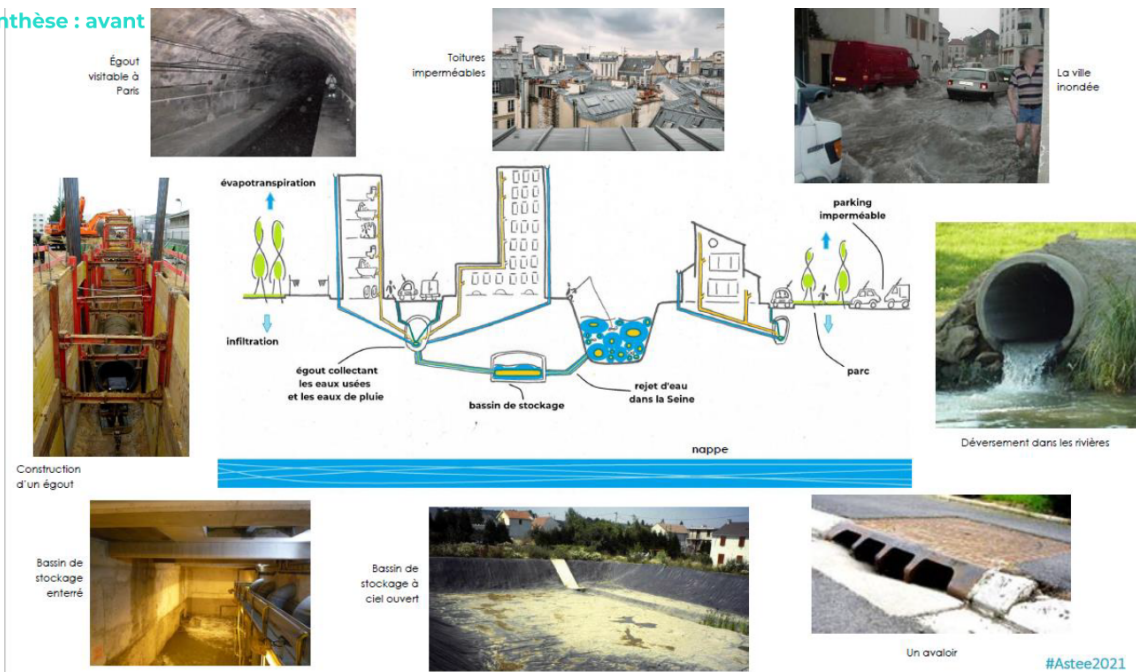 nthèse : avant
Égout
visitable à
Paris
Toitures
imperméables
La ville
inondée
évapotranspiration
parking
imperméable
infiltration
égout collectant
les eaux usées
et les eaux de pluie
bassin de stockage
rejet d'eau
dans la Seine
parc
nappe
Construction
d'un égout
Déversement dans les rivières
Bassin de
stockage
enterré
Bassin de
stockage à
ciel ouvert
Un avaloir
#Astee2021